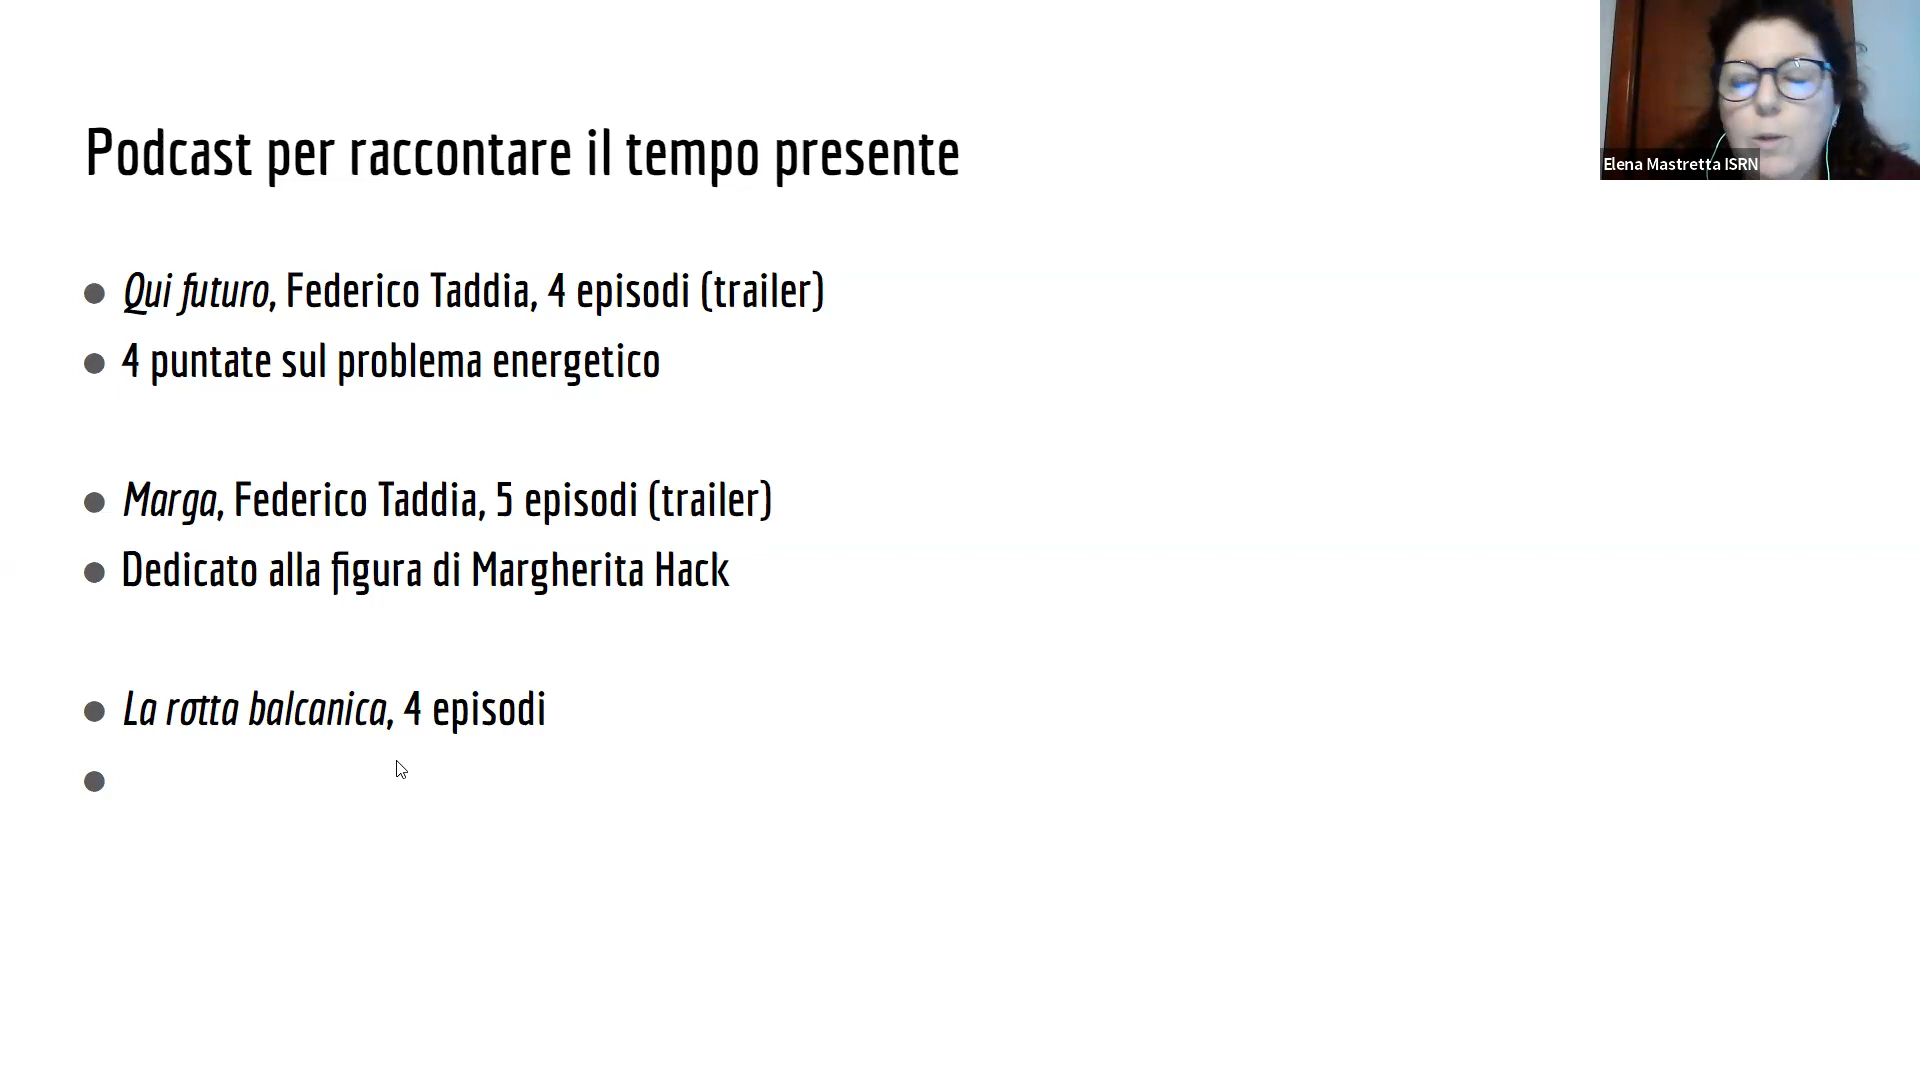 Podcast per raccontare il tempo presente
Elena Mastretta ISRN
Qui futuro, Federico Taddia, 4 episodi (trailer)
4 puntate sul problema energetico
Marga, Federico Taddia, 5 episodi (trailer)
Dedicato alla figura di Margherita Hack
La rotta balcanica, 4 episodi